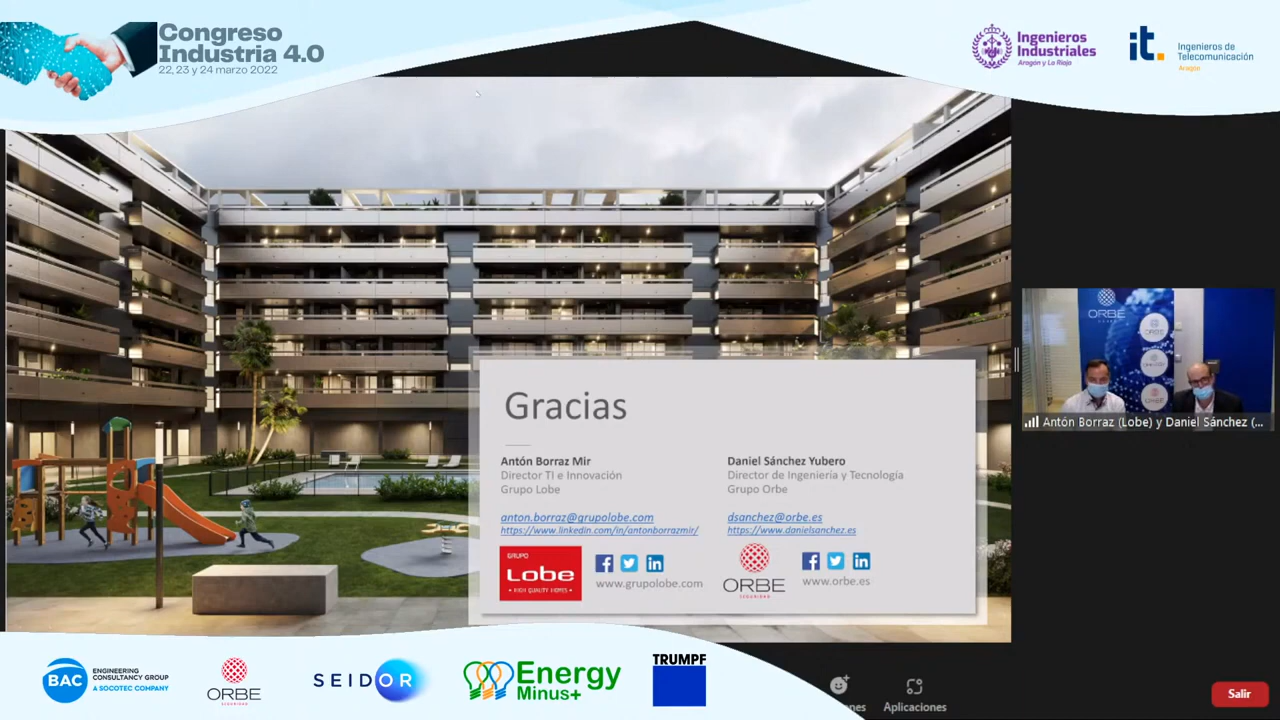 Congreso
Industria 4.0
22, 23 y 24 marzo 2022
Ingenieros
Industriales
Aragón y La Rioja
it.
Ingenieros de
Telecomunicación
Aragón
ORBE
ORBE
Gracias
Antón Borraz Mir
Director TI e Innovación
Grupo Lobe
anton.borraz@grupolobe.com
https://www.linkedin.com/in/antonborrazmir/
GRUPO
Lobe
• HIGH QUALITY HOMES •
www.grupolobe.com
Daniel Sánchez Yubero
Director de Ingeniería y Tecnología
Grupo Orbe
dsanchez@orbe.es
https://www.danielsanchez.es
ORBE
SEGURIDAD
www.orbe.es
Antón Borraz (Lobe) y Daniel Sánchez (...
BAC
ENGINEERING
CONSULTANCY GROUP
A SOCOTEC COMPANY
ORBE
SEGURIDAD
SEIDOR
Energy
Minus+
TRUMPF
nes
Aplicaciones
Salir